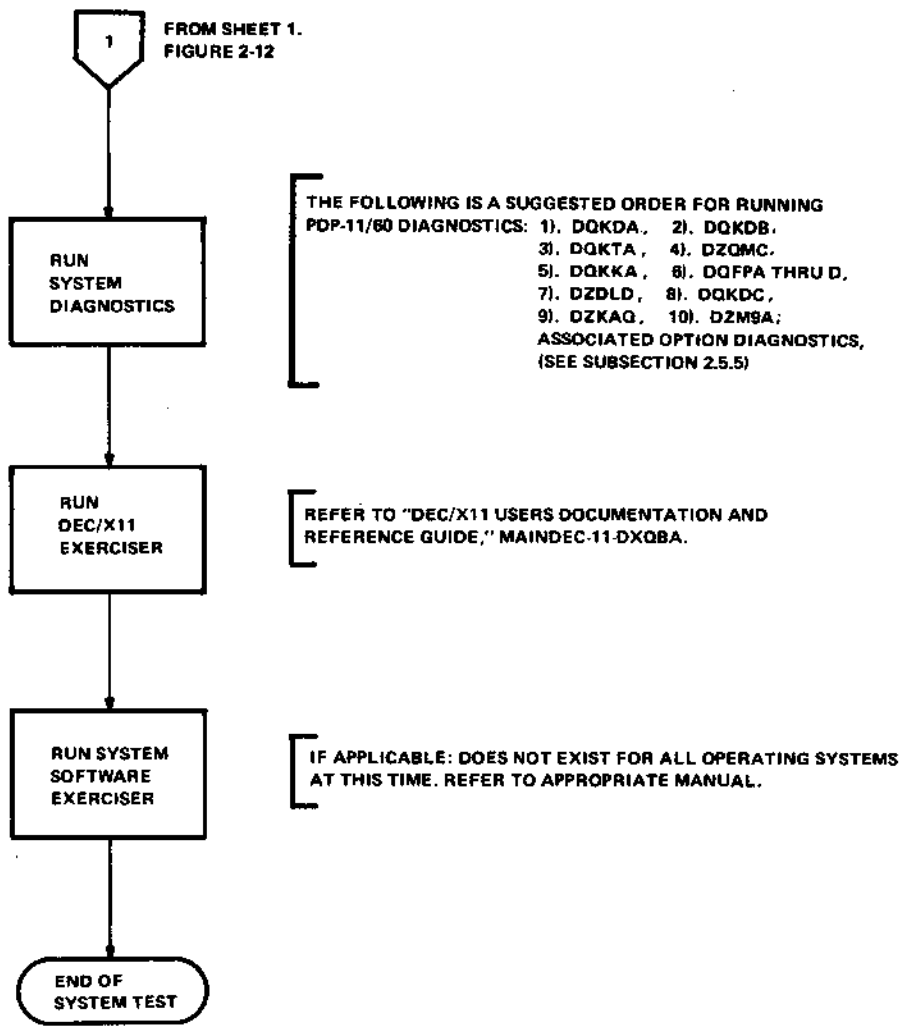 1
FROM SHEET 1.
FIGURE 2-12
RUN
SYSTEM
DIAGNOSTICS
THE FOLLOWING IS A SUGGESTED ORDER FOR RUNNING
PDP-11/60 DIAGNOSTICS: 1). DQKDA, 2). DQKDB.
3). DQKTA, 4). DZQMC.
5). DQKKA, 6). DQFPA THRU D,
7). DZDLD, 8). DQKDC,
9). DZKAQ, 10). DZM9A;
ASSOCIATED OPTION DIAGNOSTICS,
(SEE SUBSECTION 2.5.5)
RUN
DEC/X11
EXERCISER
REFER TO "DEC/X11 USERS DOCUMENTATION AND
REFERENCE GUIDE," MAINDEC-11-DXQBA.
RUN SYSTEM
SOFTWARE
EXERCISER
IF APPLICABLE: DOES NOT EXIST FOR ALL OPERATING SYSTEMS
AT THIS TIME. REFER TO APPROPRIATE MANUAL.
END OF
SYSTEM TEST